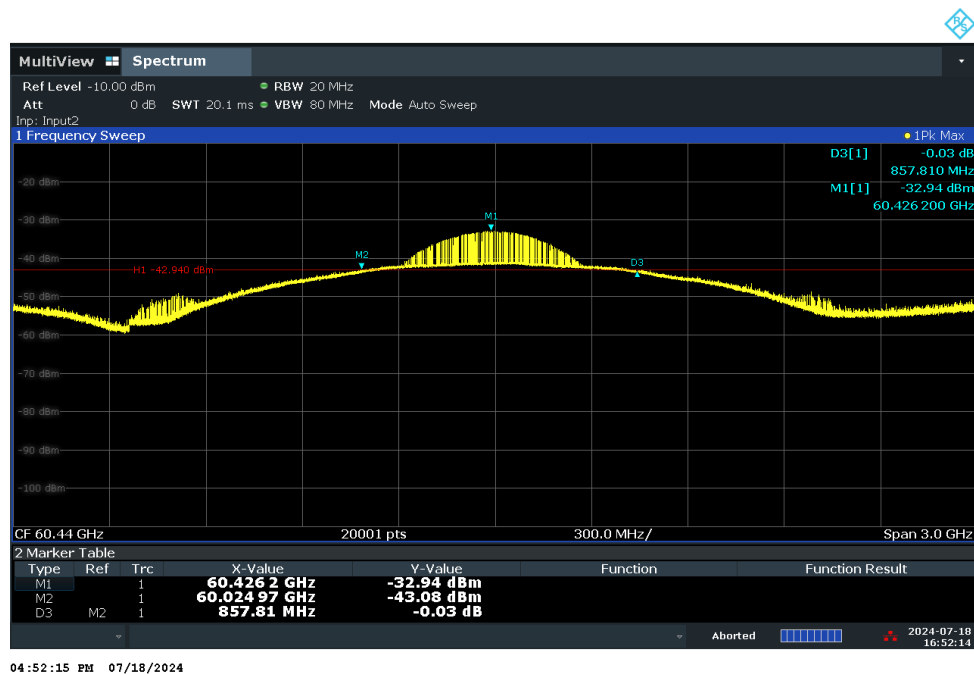 R S
MultiView Spectrum
Ref Level -10.00 dBm RBW 20 MHz
Att 0 dB SWT 20.1 ms VBW 80 MHz Mode Auto Sweep
Inp: Input2
1 Frequency Sweep 1Pk Max
D3[1] -0.03 dB
857.810 MHz
M1[1] -32.94 dBm
60.426 200 GHz
-20 dBm
-30 dBm
M1
-40 dBm
M2
D3
H1 -42.940 dBm
-50 dBm
-60 dBm
-70 dBm
-80 dBm
-90 dBm
-100 dBm
CF 60.44 GHz 20001 pts 300.0 MHz/ Span 3.0 GHz
2 Marker Table
Type Ref Trc X-Value Y-Value Function Function Result
M1 1 60.426 2 GHz -32.94 dBm
M2 1 60.024 97 GHz -43.08 dBm
D3 M2 1 857.81 MHz -0.03 dB
Aborted 2024-07-18
16:52:14
04:52:15 PM 07/18/2024